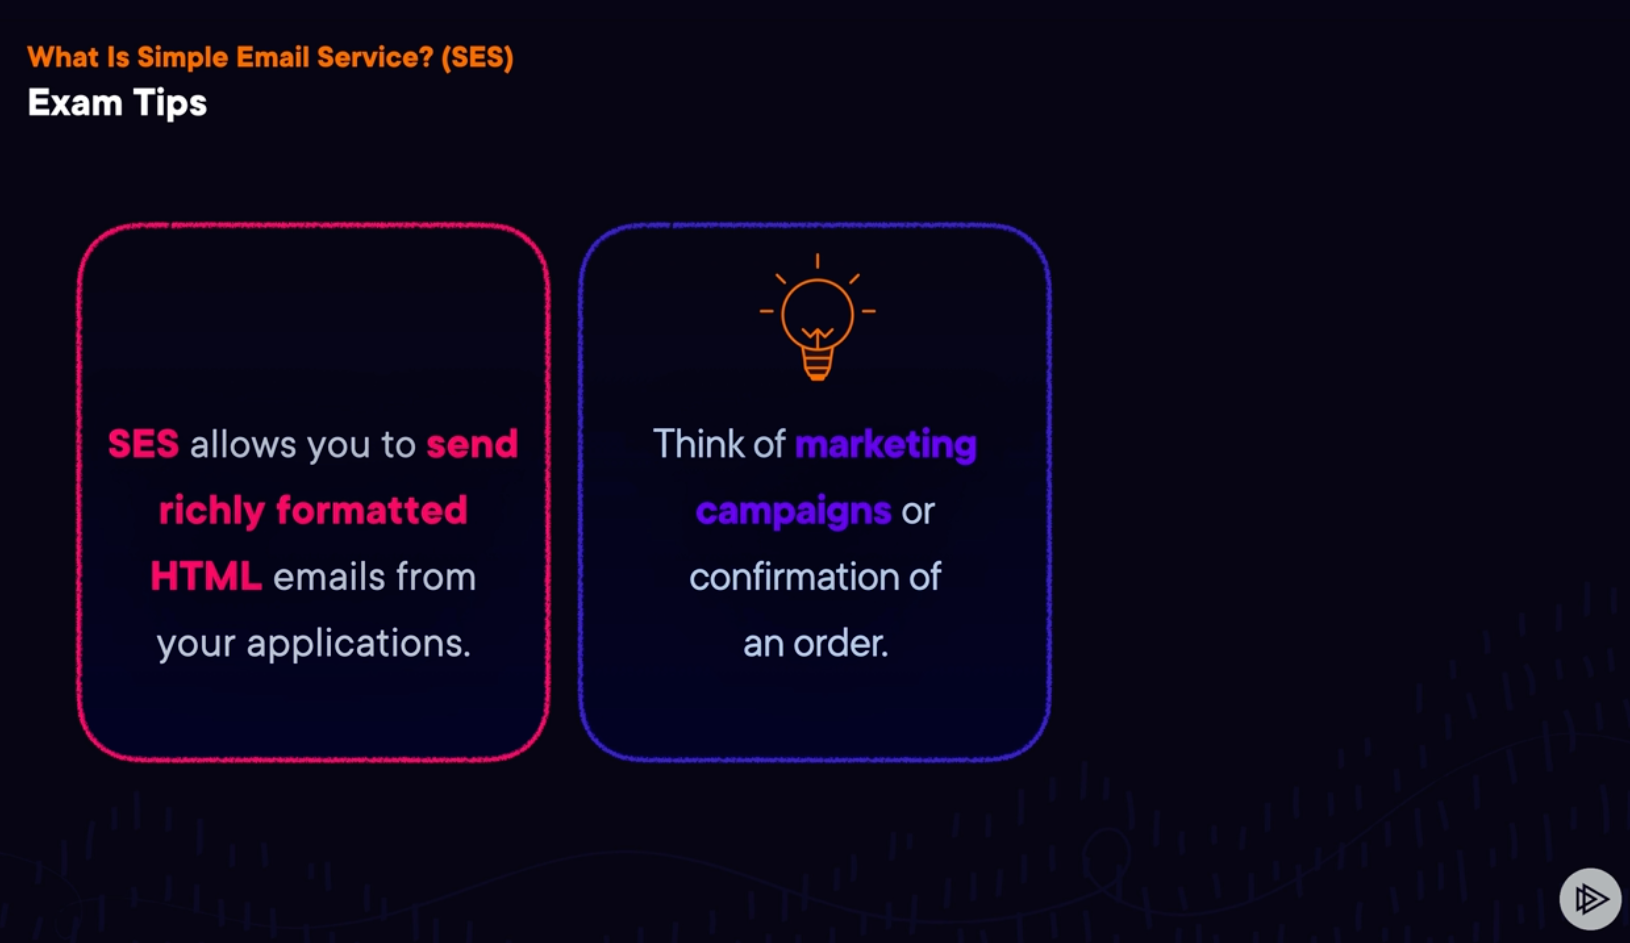 What Is Simple Email Service? (SES)
Exam Tips
SES allows you to send
richly formatted
HTML emails from
your applications.
Think of marketing
campaigns or
confirmation of
an order.